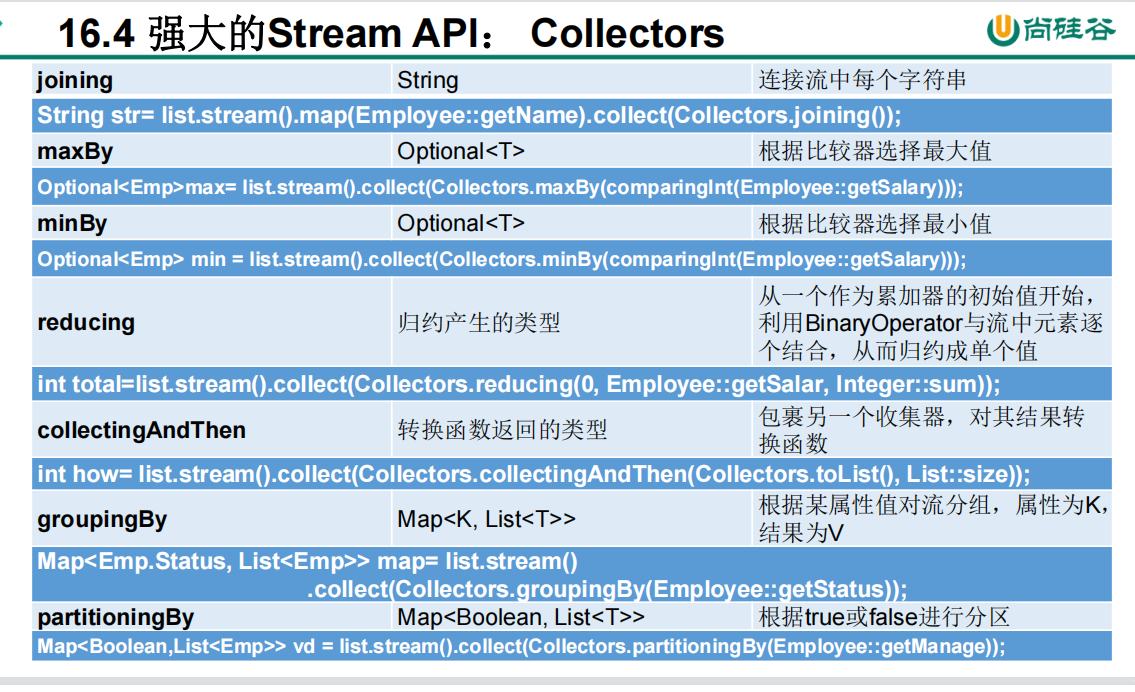 16.4 强大的Stream API： Collectors
尚硅谷
joining String 连接流中每个字符串
String str= list.stream().map(Employee::getName).collect(Collectors.joining());
maxBy Optional<T> 根据比较器选择最大值
Optional<Emp>max= list.stream().collect(Collectors.maxBy(comparingInt(Employee::getSalary)));
minBy Optional<T> 根据比较器选择最小值
Optional<Emp> min = list.stream().collect(Collectors.minBy(comparingInt(Employee::getSalary)));
reducing 归约产生的类型 从一个作为累加器的初始值开始，
利用BinaryOperator与流中元素逐
个结合，从而归约成单个值
int total=list.stream().collect(Collectors.reducing(0, Employee::getSalar, Integer::sum));
collectingAndThen 转换函数返回的类型 包裹另一个收集器，对其结果转
换函数
int how= list.stream().collect(Collectors.collectingAndThen(Collectors.toList(), List::size));
groupingBy Map<K, List<T>> 根据某属性值对流分组，属性为K，
结果为V
Map<Emp.Status, List<Emp>> map= list.stream()
.collect(Collectors.groupingBy(Employee::getStatus));
partitioningBy Map<Boolean, List<T>> 根据true或false进行分区
Map<Boolean,List<Emp>> vd = list.stream().collect(Collectors.partitioningBy(Employee::getManage));